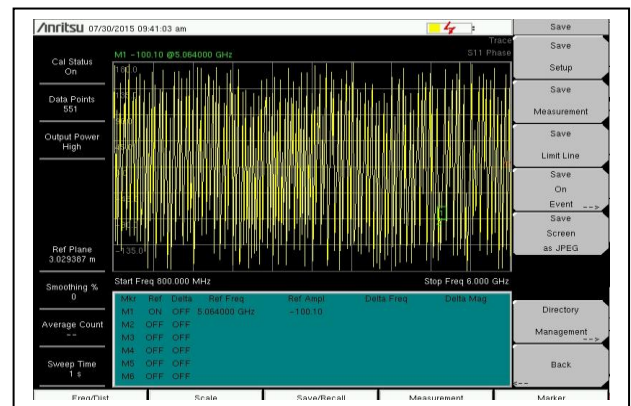 Anritsu 07/30/2015 09:41:03 am
Save
Trace
M1 -100.10 @5.064000 GHz
S11 Phase
Cal Status
On
Data Points
551
Output Power
High
Ref Plane
3.029387 m
Smoothing %
0
Average Count
--
Sweep Time
1 s
180.0
-135.0
Start Freq 800.000 MHz
Stop Freq 6.000 GHz
Mkr Ref Delta Ref Freq Ref Ampl Delta Freq Delta Mag
M1 ON OFF 5.064000 GHz -100.10
M2 OFF OFF
M3 OFF OFF
M4 OFF OFF
M5 OFF OFF
M6 OFF OFF
Save
Setup
Save
Measurement
Save
Limit Line
Save
On
Event -->
Save
Screen
as JPEG
Directory
Management -->
Back
<--
Freq/Dist Scale Save/Recall Measurement Marker